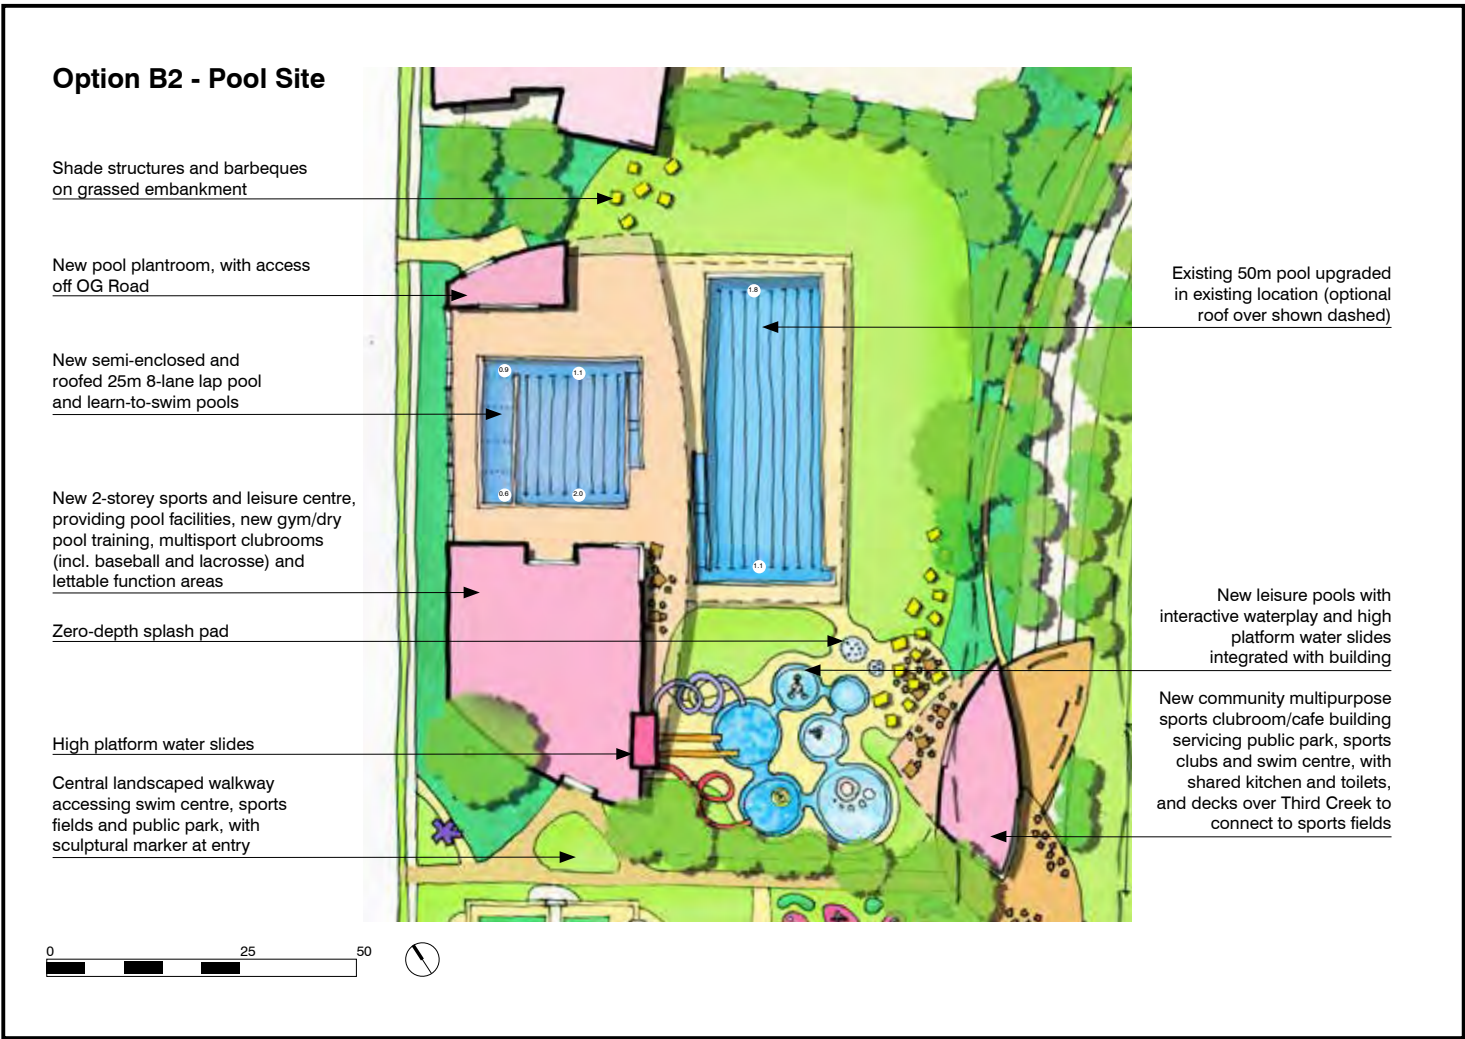 Option B2 - Pool Site
Shade structures and barbeques
on grassed embankment
New pool plantroom, with access
off OG Road
New semi-enclosed and
roofed 25m 8-lane lap pool
and learn-to-swim pools
New 2-storey sports and leisure centre,
providing pool facilities, new gym/dry
pool training, multisport clubrooms
(incl. baseball and lacrosse) and
lettable function areas
Zero-depth splash pad
High platform water slides
Central landscaped walkway
accessing swim centre, sports
fields and public park, with
sculptural marker at entry
1.8
0.9
1.1
0.6
2.0
1.1
Existing 50m pool upgraded
in existing location (optional
roof over shown dashed)
New leisure pools with
interactive waterplay and high
platform water slides
integrated with building
New community multipurpose
sports clubroom/cafe building
servicing public park, sports
clubs and swim centre, with
shared kitchen and toilets,
and decks over Third Creek to
connect to sports fields
0 25 50